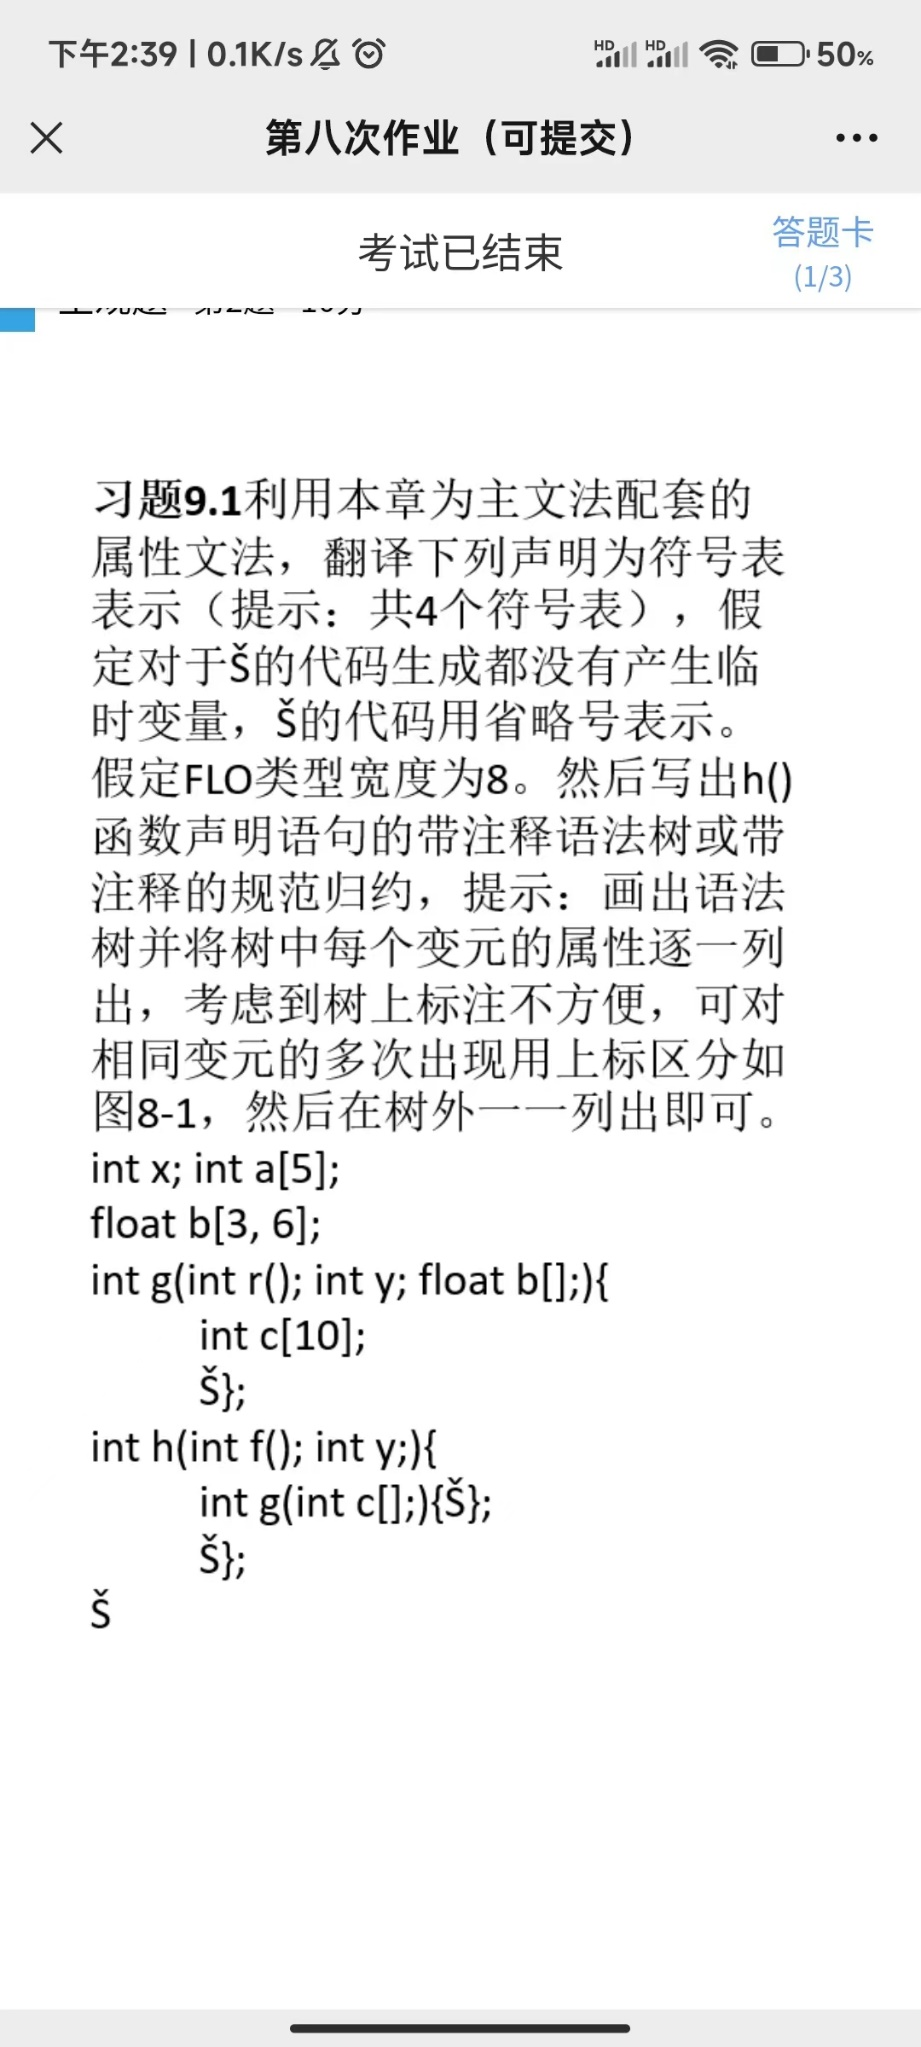 下午2:39 | 0.1K/s
HD HD 50%
第八次作业（可提交）
考试已结束
答题卡
(1/3)
习题9.1利用本章为主文法配套的
属性文法，翻译下列声明为符号表
表示（提示：共4个符号表），假
定对于Š的代码生成都没有产生临
时变量，Š的代码用省略号表示。
假定FLO类型宽度为8。然后写出h()
函数声明语句的带注释语法树或带
注释的规范归约，提示：画出语法
树并将树中每个变元的属性逐一列
出，考虑到树上标注不方便，可对
相同变元的多次出现用上标区分如
图8-1，然后在树外一一列出即可。
int x; int a[5];
float b[3, 6];
int g(int r(); int y; float b[];){
int c[10];
Š};
int h(int f(); int y;){
int g(int c[];){Š};
Š};
Š